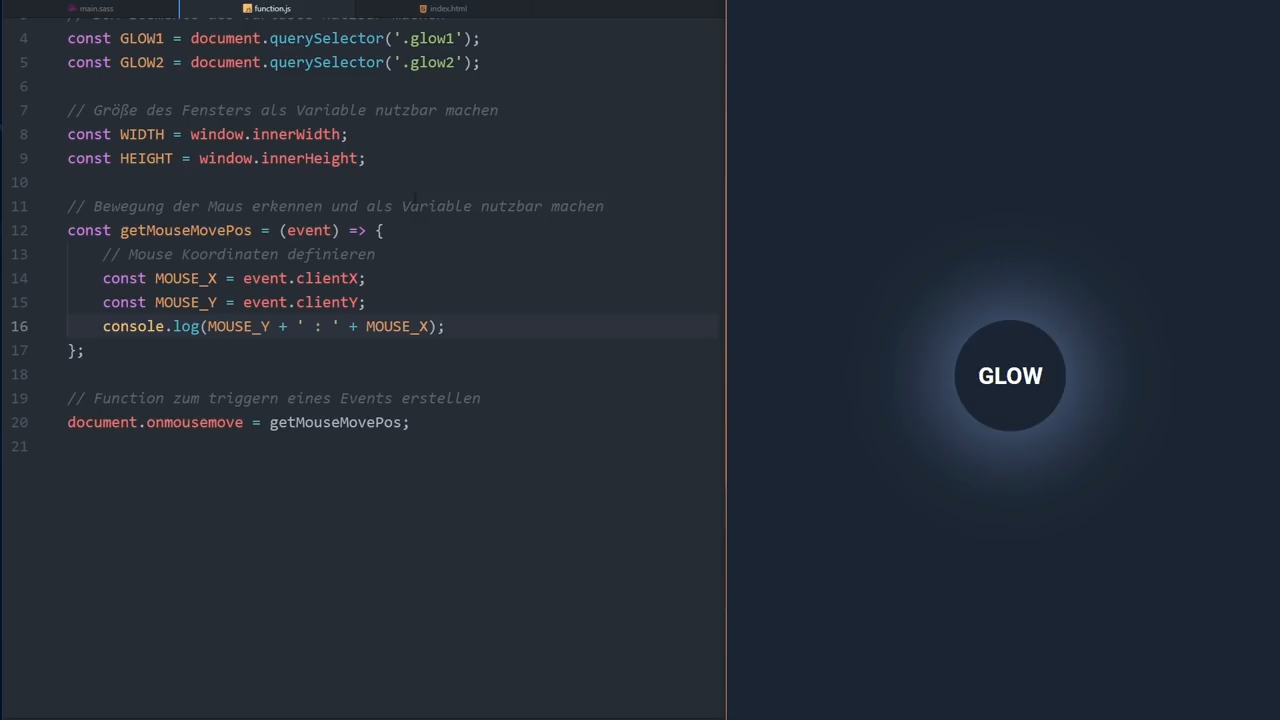 main.sass
function.js
index.html
4 const GLOW1 = document.querySelector('.glow1');
5 const GLOW2 = document.querySelector('.glow2');
6
7 // Größe des Fensters als Variable nutzbar machen
8 const WIDTH = window.innerWidth;
9 const HEIGHT = window.innerHeight;
10
11 // Bewegung der Maus erkennen und als Variable nutzbar machen
12 const getMouseMovePos = (event) => {
13 // Mouse Koordinaten definieren
14 const MOUSE_X = event.clientX;
15 const MOUSE_Y = event.clientY;
16 console.log(MOUSE_Y + ' : ' + MOUSE_X);
17 };
18
19 // Function zum triggern eines Events erstellen
20 document.onmousemove = getMouseMovePos;
21
GLOW